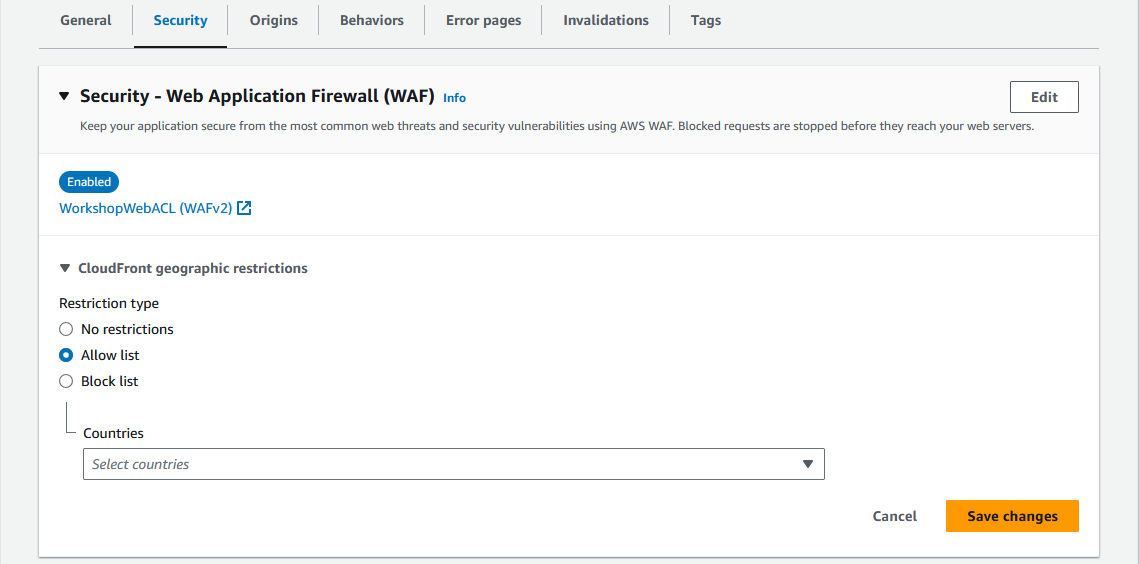 General Security Origins Behaviors Error pages Invalidations Tags
Security - Web Application Firewall (WAF) Info
Edit
Keep your application secure from the most common web threats and security vulnerabilities using AWS WAF. Blocked requests are stopped before they reach your web servers.
Enabled
WorkshopWebACL (WAFv2)
CloudFront geographic restrictions
Restriction type
No restrictions
Allow list
Block list
Countries
Select countries
Cancel Save changes